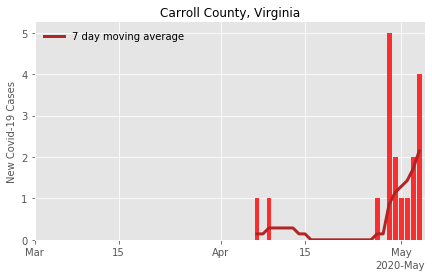 Carroll County, Virginia
7 day moving average
New Covid-19 Cases
5
4
3
2
1
0
Mar 15 Apr 15 May
2020-May